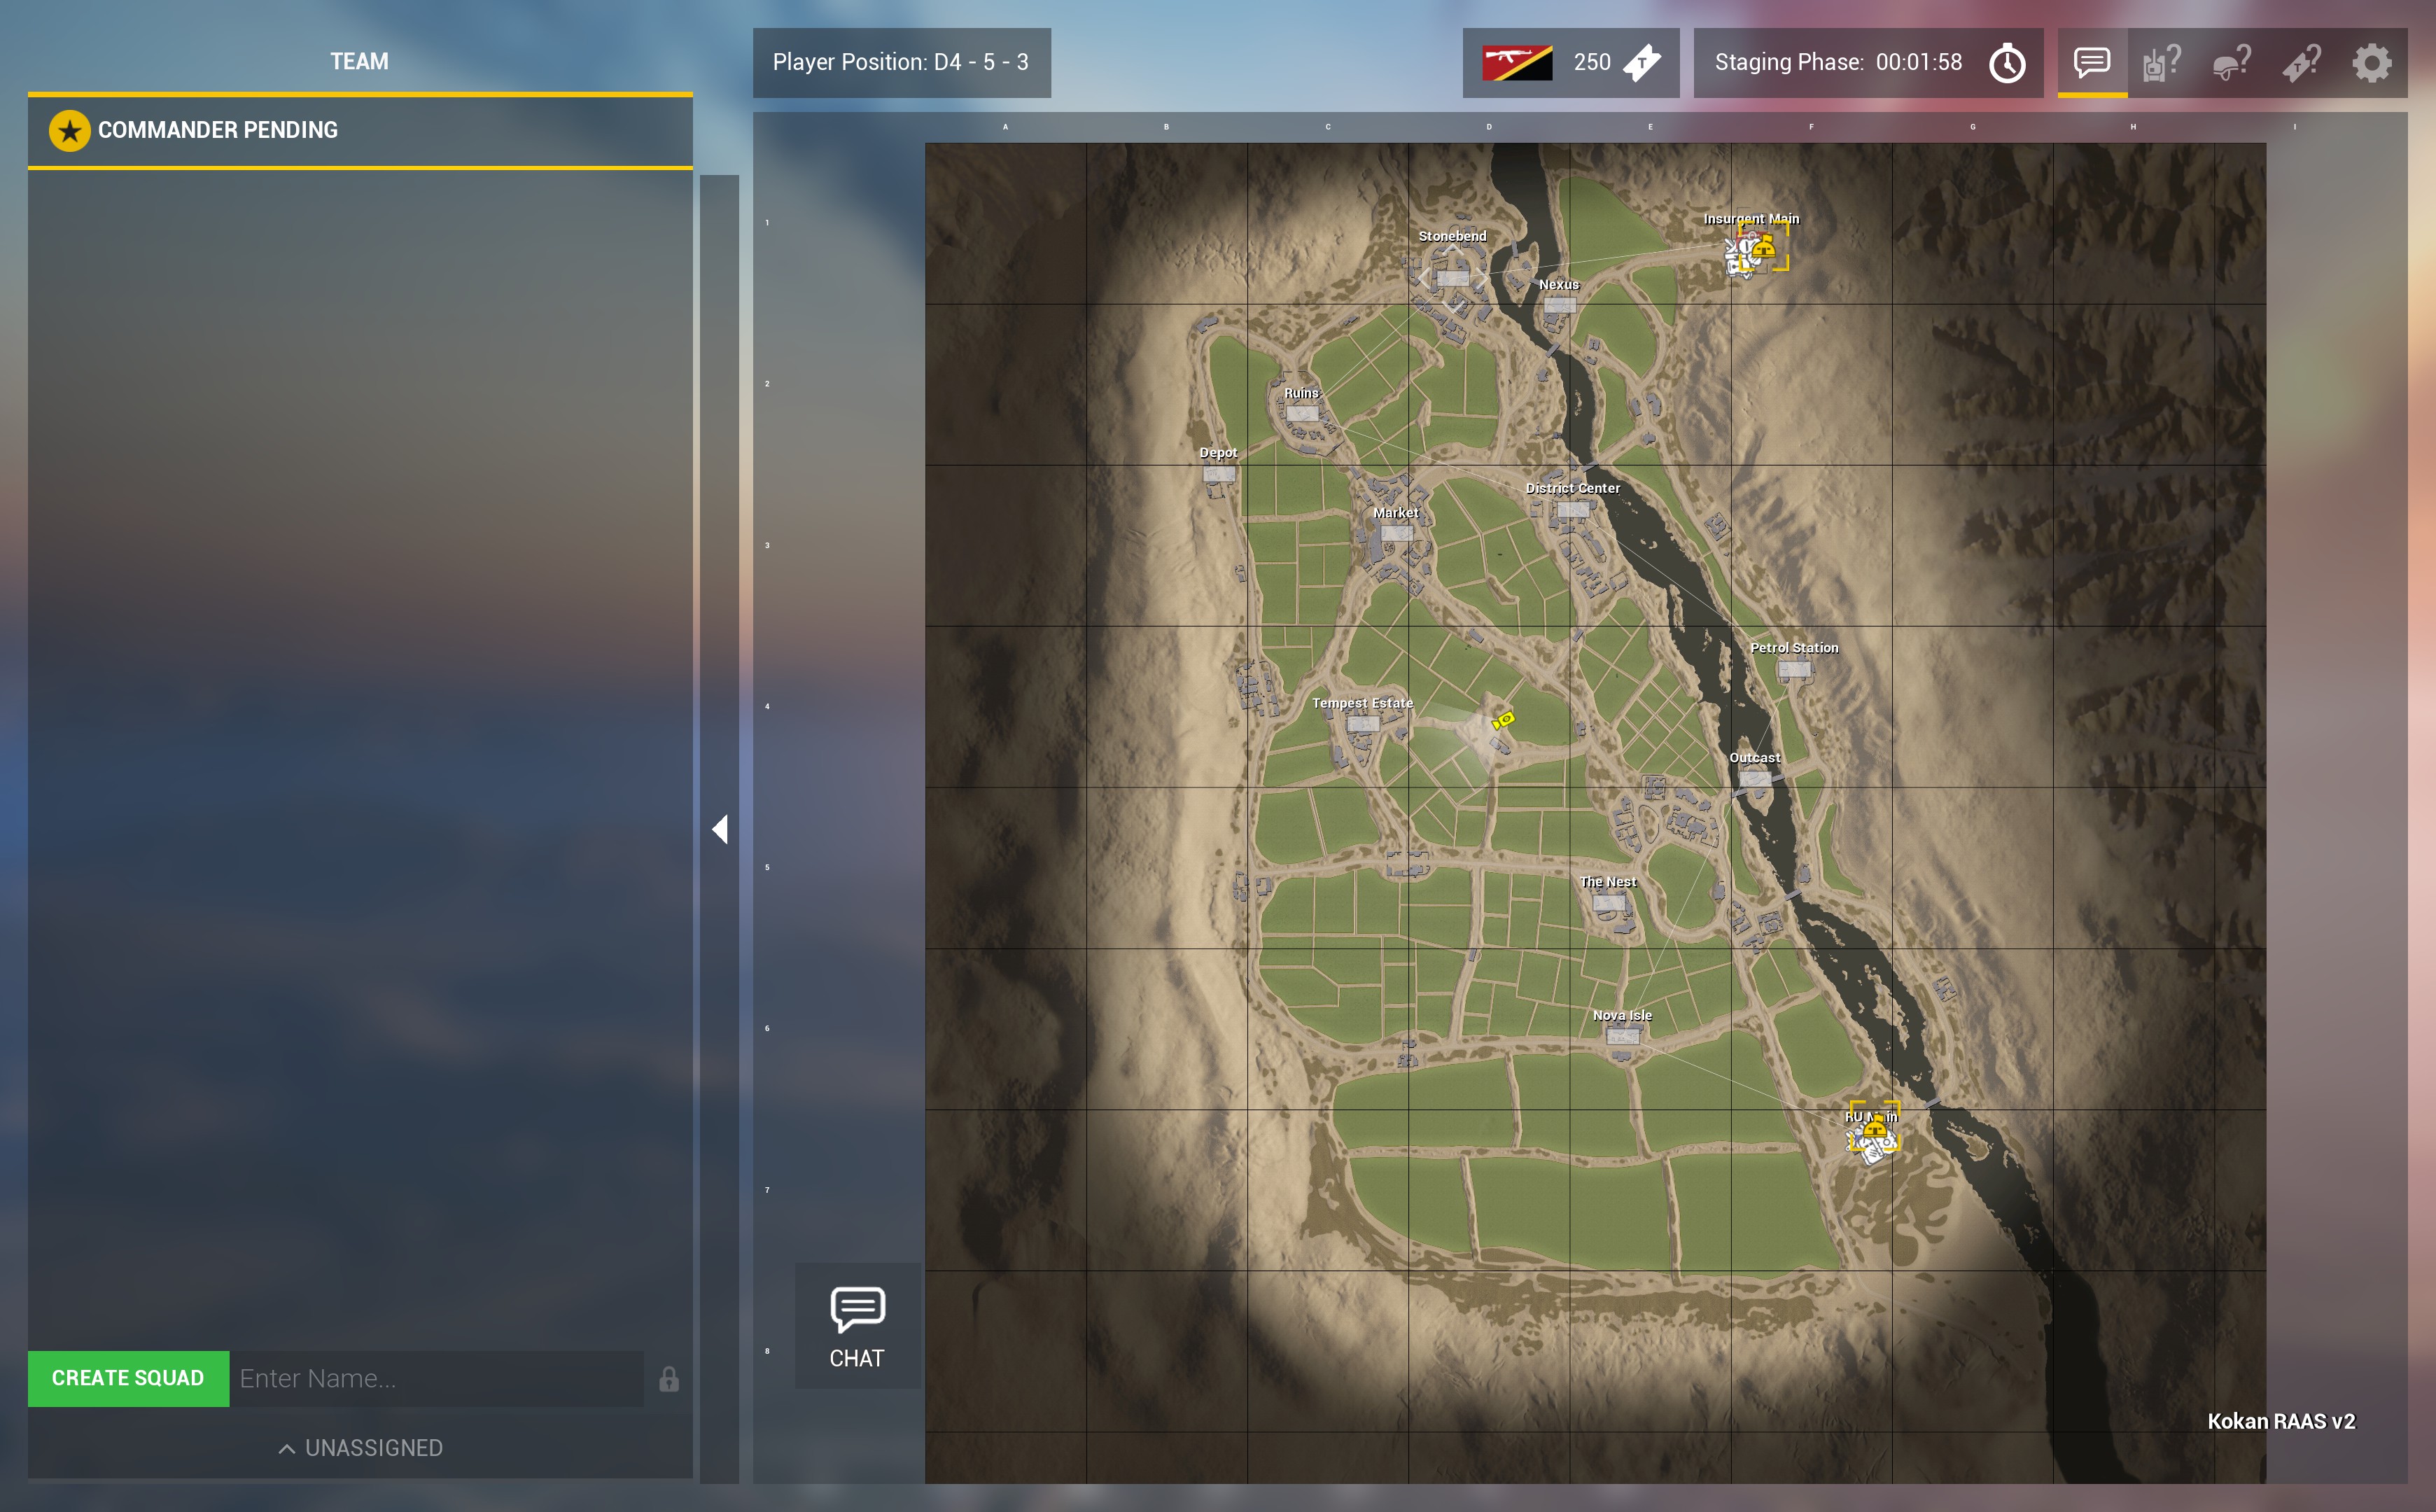 TEAM
COMMANDER PENDING
CREATE SQUAD Enter Name...
UNASSIGNED
Player Position: D4 - 5 - 3
250 T
Staging Phase: 00:01:58
? T? ?
A B C D E F G H I
1
2
3
4
5
6
7
8
Insurgent Main
Stonebend
Nexus
Ruins
Depot
District Center
Market
Petrol Station
Tempest Estate
Outcast
The Nest
Nova Isle
RU Main
CHAT
Kokan RAAS v2